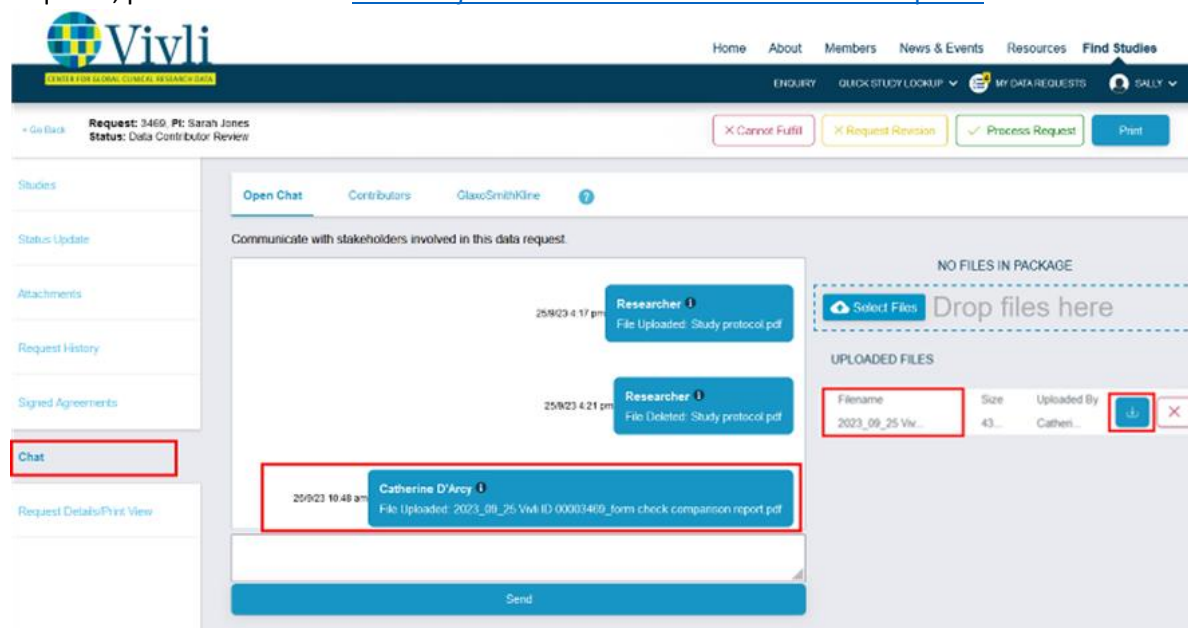 Vivli
CENTER FOR GLOBAL CLINICAL RESEARCH DATA
Home About Members News & Events Resources Find Studies
ENQUIRY QUICK STUDY LOOKUP MY DATA REQUESTS SALLY
« Go Back
Request: 3469, PI: Sarah Jones
Status: Data Contributor Review
Cannot Fulfill Request Revision Process Request Print
Studies
Status Update
Attachments
Request History
Signed Agreements
Chat
Request Details/Print View
Open Chat Contributors GlaxoSmithKline ?
Communicate with stakeholders involved in this data request.
25/9/23 4:17 pm
Researcher
File Uploaded: Study protocol.pdf
25/9/23 4:21 pm
Researcher
File Deleted: Study protocol.pdf
10:48 am
Catherine D'Arcy
File Uploaded: 2023_09_25 Vivli ID 00003469_form check comparison report.pdf
Send
NO FILES IN PACKAGE
Select Files Drop files here
UPLOADED FILES
Filename Size Uploaded By
2023_09_25 Viv... 43... Catheri...